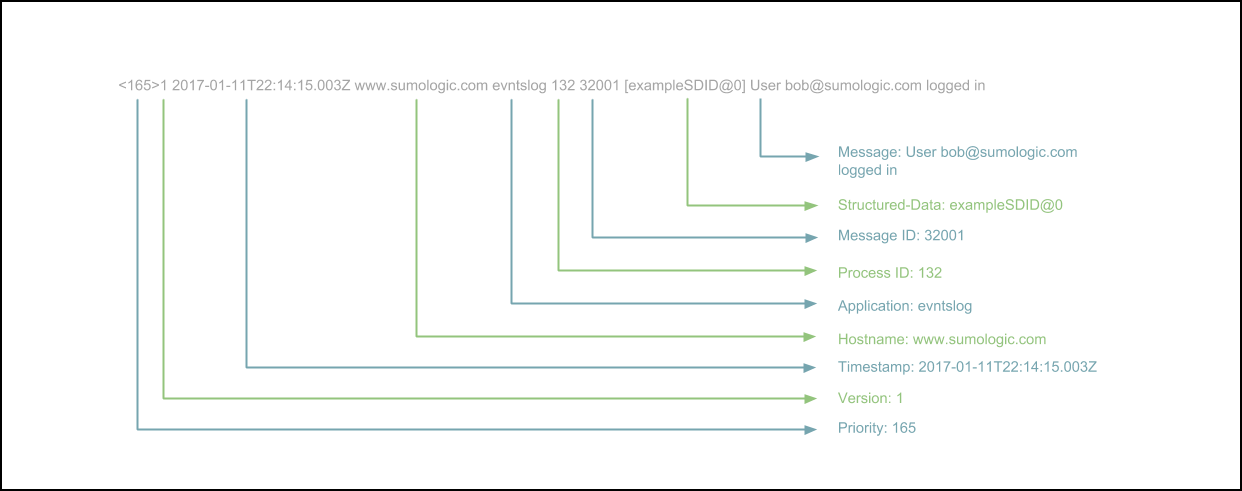 <165>1 2017-01-11T22:14:15.003Z www.sumologic.com evntslog 132 32001 [exampleSDID@0] User bob@sumologic.com logged in
Message: User bob@sumologic.com
logged in
Structured-Data: exampleSDID@0
Message ID: 32001
Process ID: 132
Application: evntslog
Hostname: www.sumologic.com
Timestamp: 2017-01-11T22:14:15.003Z
Version: 1
Priority: 165